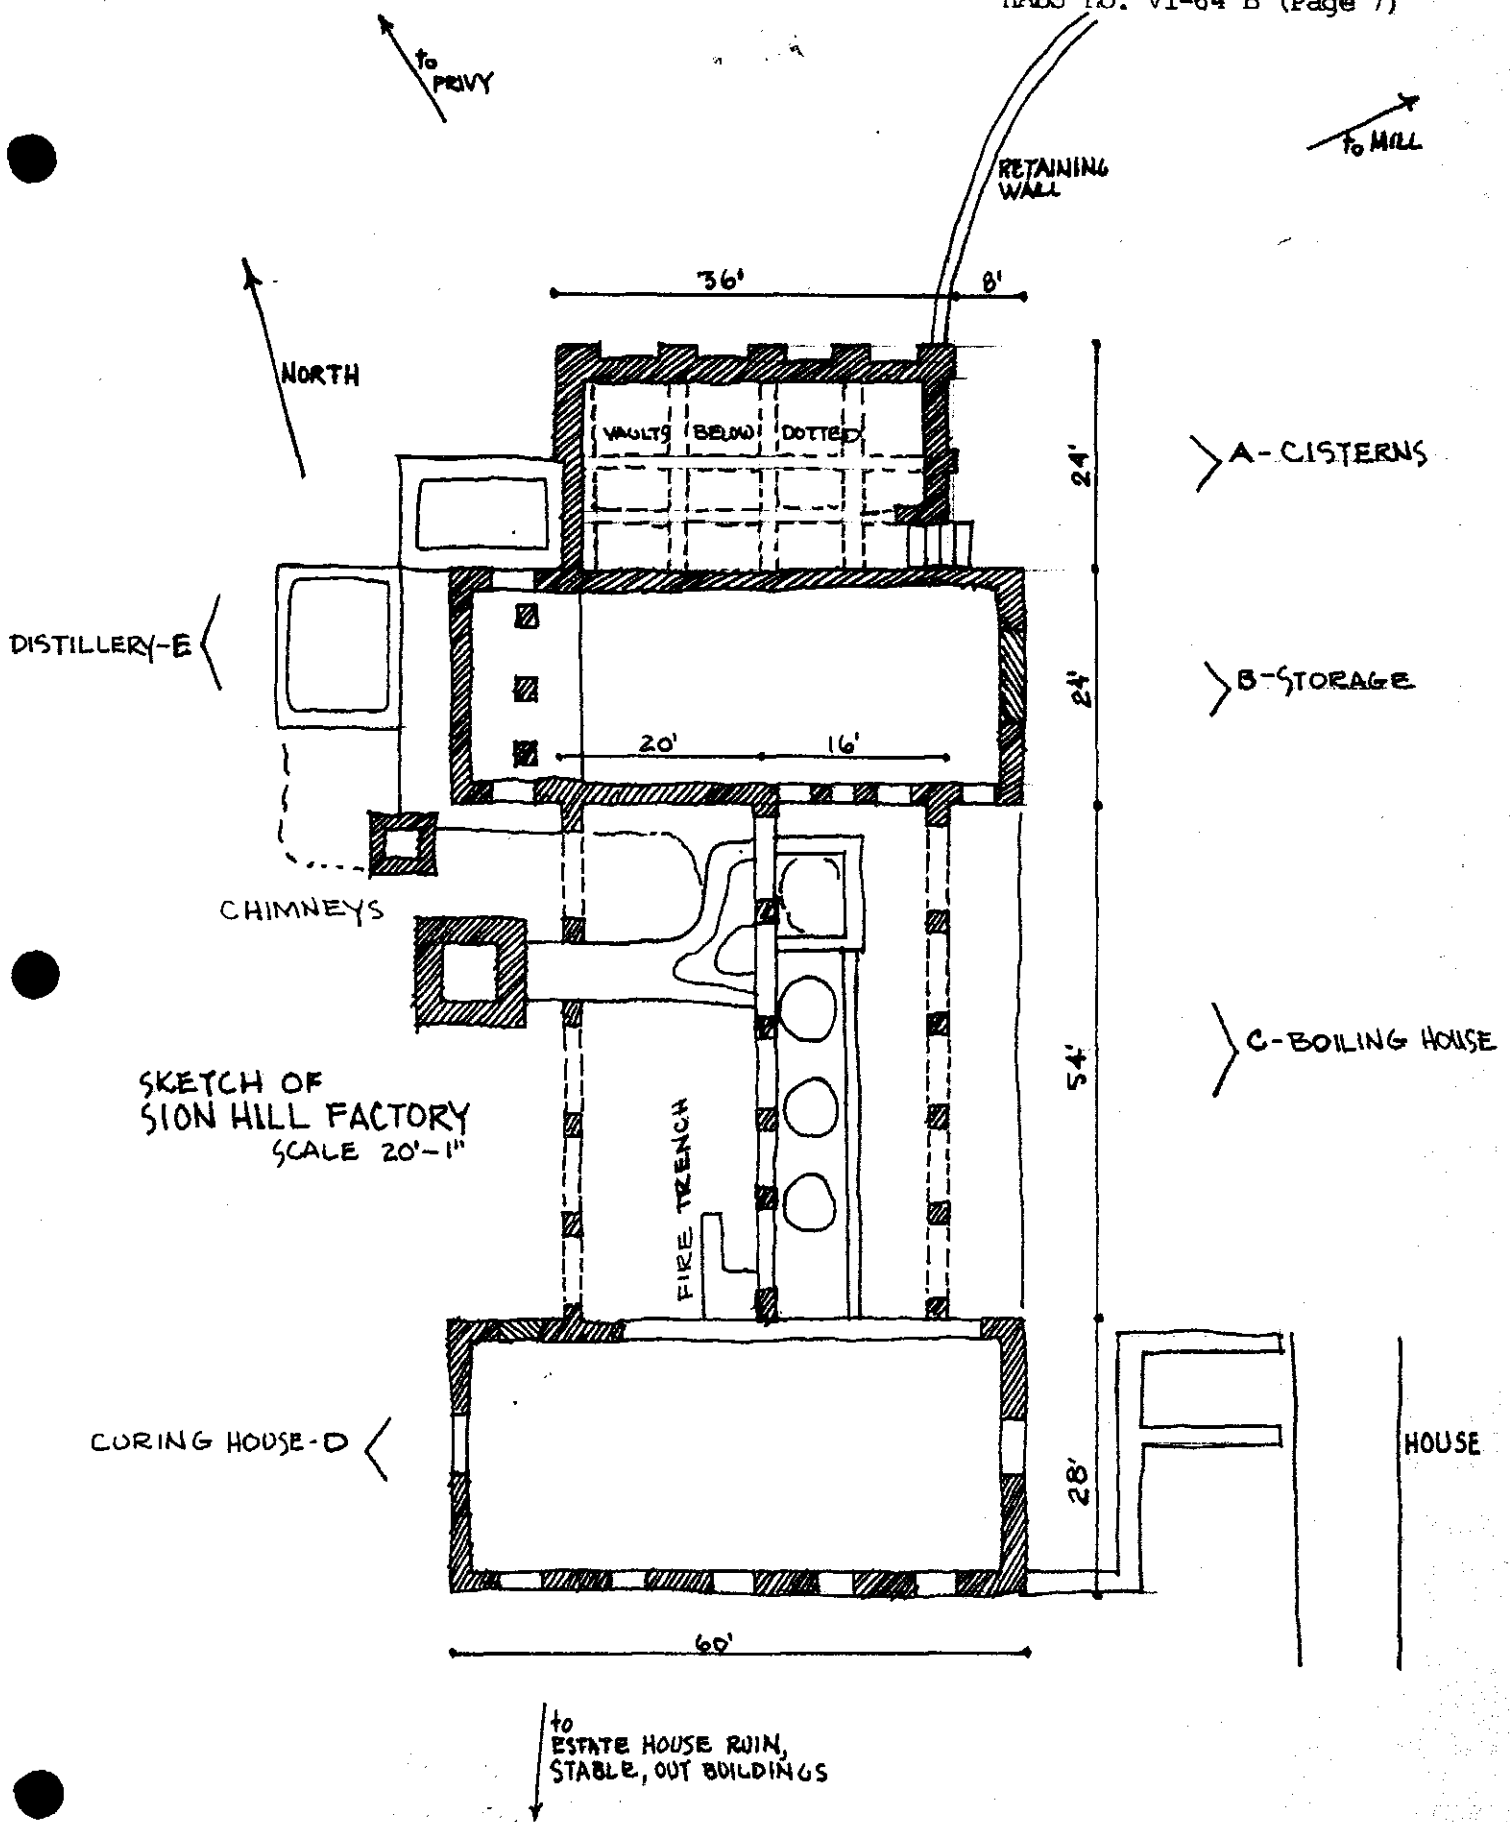 HABS No. VI-64 B (Page 7)
to
PRIVY
to MILL
RETAINING
WALL
36'
8'
NORTH
VAULTS BELOW DOTTED
24'
A-CISTERNS
DISTILLERY-E
24'
B-STORAGE
20'
16'
CHIMNEYS
54'
C-BOILING HOUSE
SKETCH OF
SION HILL FACTORY
SCALE 20'-1"
FIRE TRENCH
CURING HOUSE-D
28'
HOUSE
60'
to
ESTATE HOUSE RUIN,
STABLE, OUT BUILDINGS